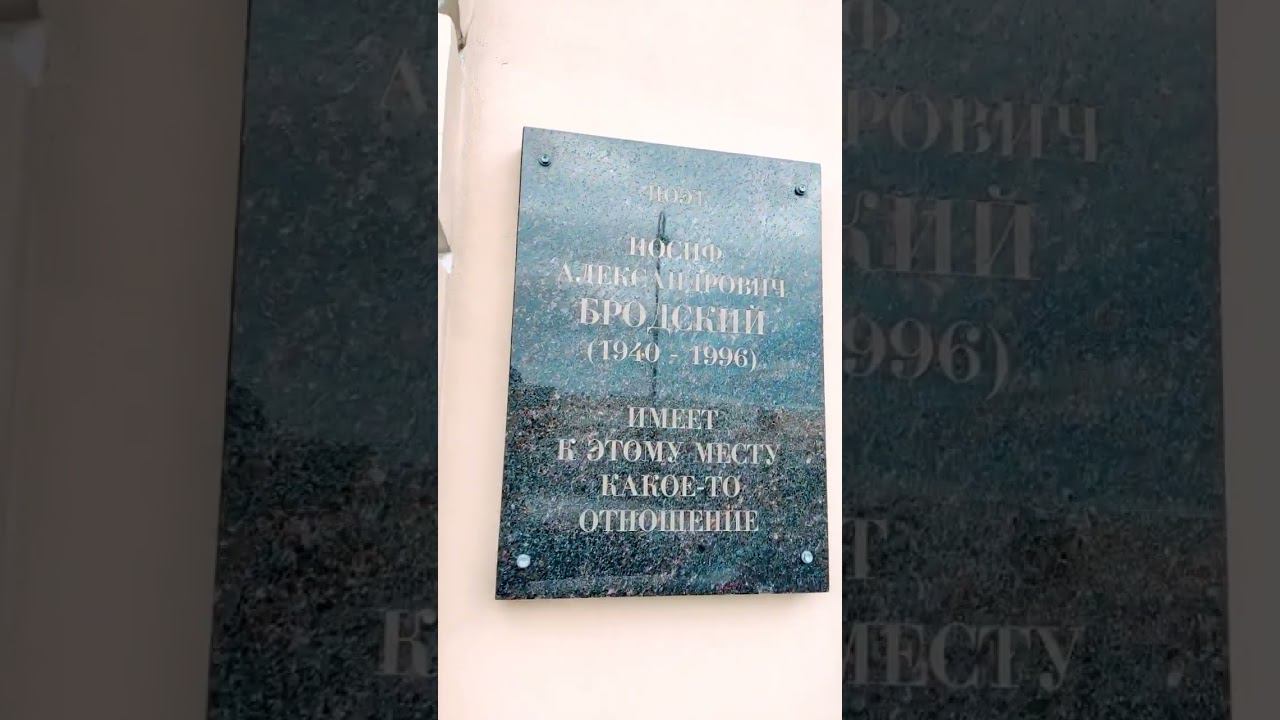 ПОЭТ
ИОСИФ
АЛЕКСАНДРОВИЧ
БРОДСКИЙ
(1940 - 1996)
ИМЕЕТ
К ЭТОМУ МЕСТУ
КАКОЕ-ТО
ОТНОШЕНИЕ